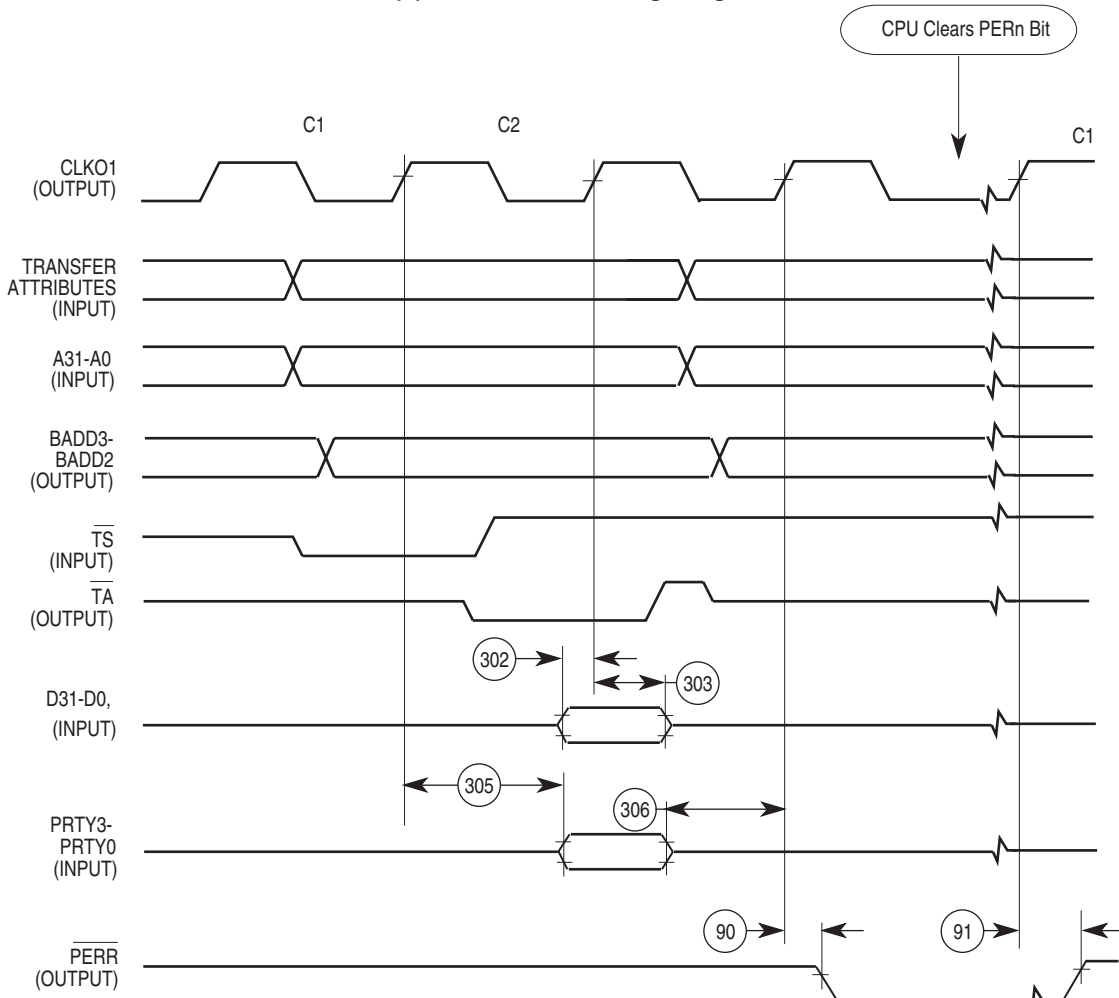 CPU Clears PERn Bit
C1
C2
C1
CLKO1
(OUTPUT)
TRANSFER
ATTRIBUTES
(INPUT)
A31-A0
(INPUT)
BADD3-
BADD2
(OUTPUT)
TS
(INPUT)
TA
(OUTPUT)
302
303
D31-D0,
(INPUT)
305
306
PRTY3-
PRTY0
(INPUT)
90
91
PERR
(OUTPUT)